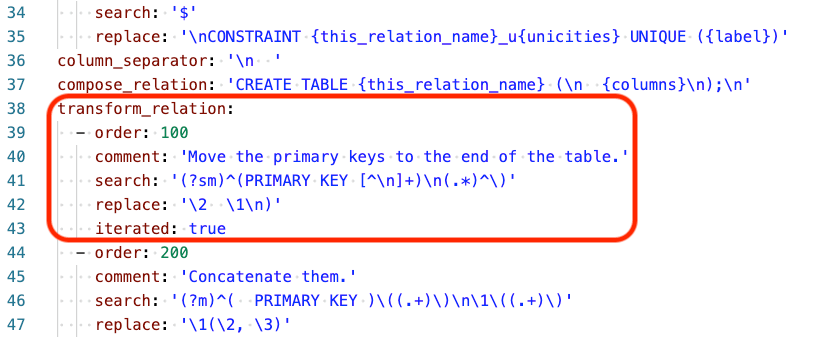 34 search: '$'
35 replace: '\nCONSTRAINT {this_relation_name}_u{unicities} UNIQUE ({label})'
36 column_separator: '\n  '
37 compose_relation: 'CREATE TABLE {this_relation_name} (\n  {columns}\n);\n'
38 transform_relation:
39 - order: 100
40 comment: 'Move the primary keys to the end of the table.'
41 search: '(?sm)^(PRIMARY KEY [^\n]+)\n(.*)^\)'
42 replace: '\2  \1\n)'
43 iterated: true
44 - order: 200
45 comment: 'Concatenate them.'
46 search: '(?m)^(  PRIMARY KEY )\((.+)\)\n\1\((.+)\)'
47 replace: '\1(\2, \3)'